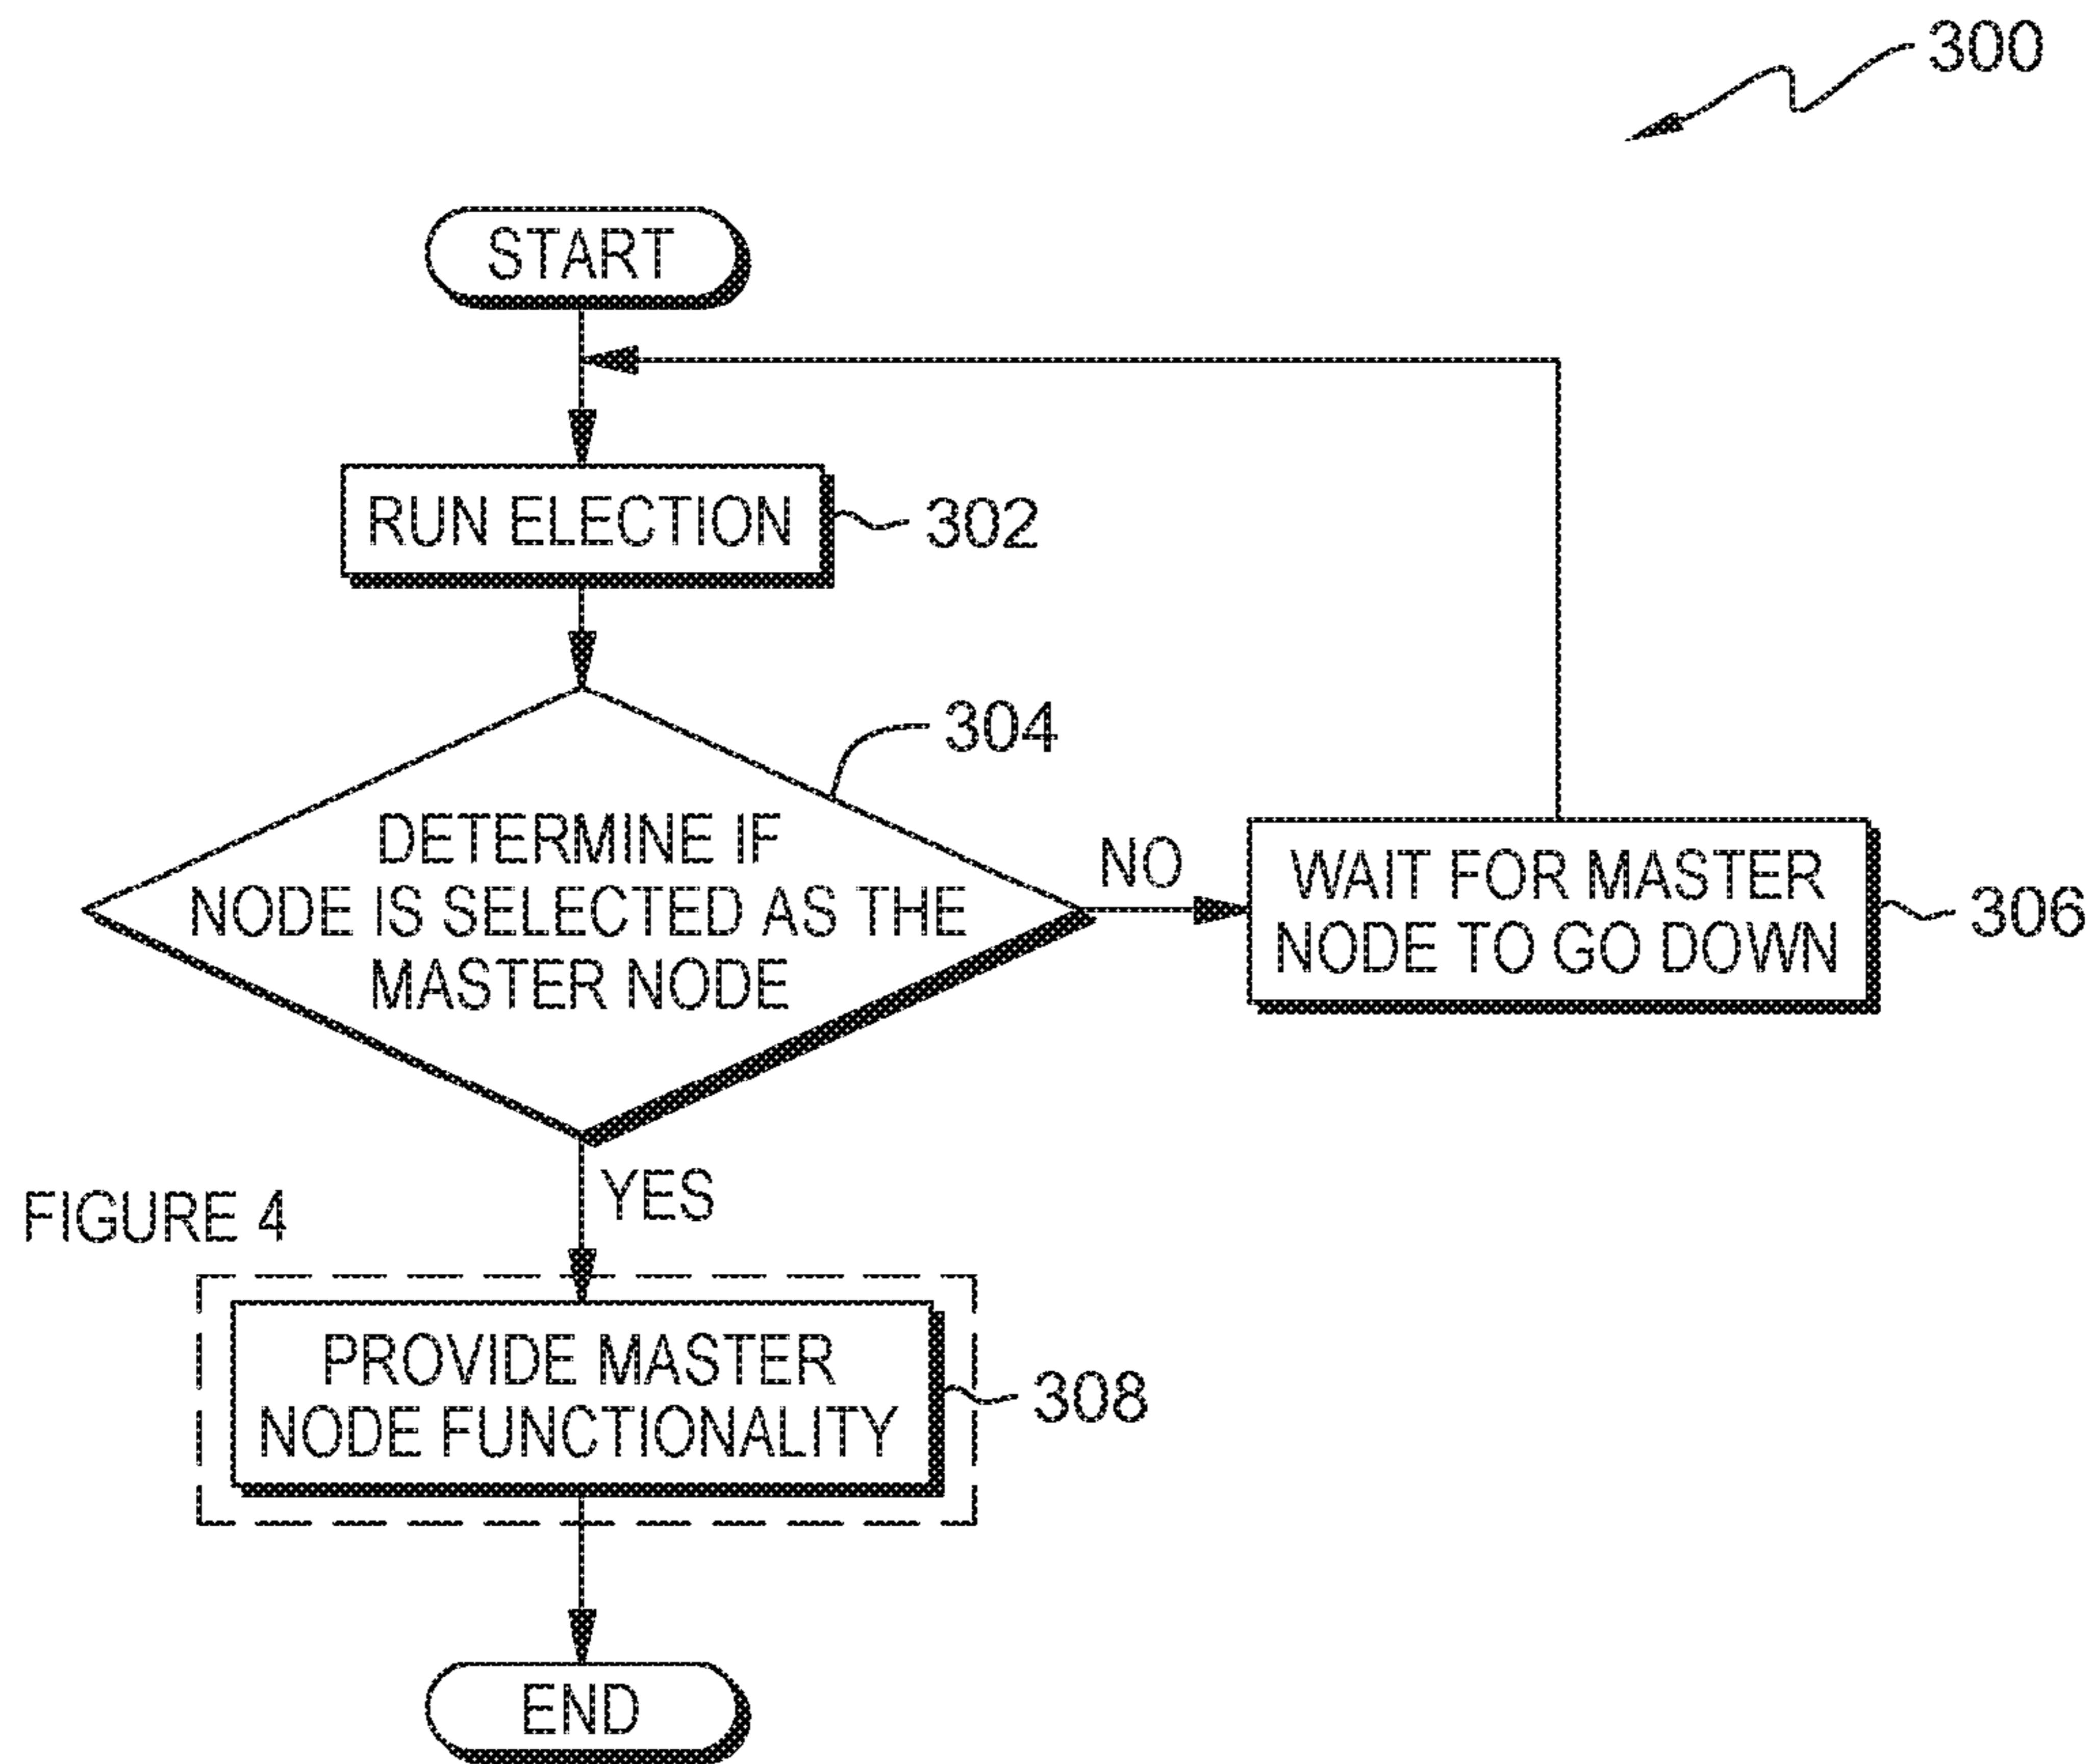 300
START
RUN ELECTION
302
304
DETERMINE IF
NODE IS SELECTED AS THE
MASTER NODE
NO
WAIT FOR MASTER
NODE TO GO DOWN
306
YES
FIGURE 4
PROVIDE MASTER
NODE FUNCTIONALITY
308
END